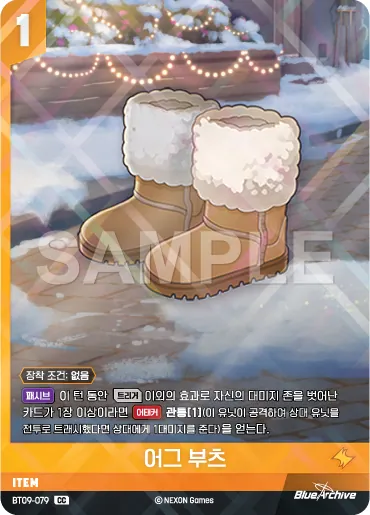 1
SAMPLE
장착 조건: 없음
패시브 이 턴 동안 트리거 이외의 효과로 자신의 대미지 존을 벗어난
카드가 1장 이상이라면 어태커 관통[1](이 유닛이 공격하여 상대 유닛을
전투로 트래시했다면 상대에게 1대미지를 준다)을 얻는다.
어그 부츠
ITEM
BT09-079 CC
© NEXON Games
BlueArchive